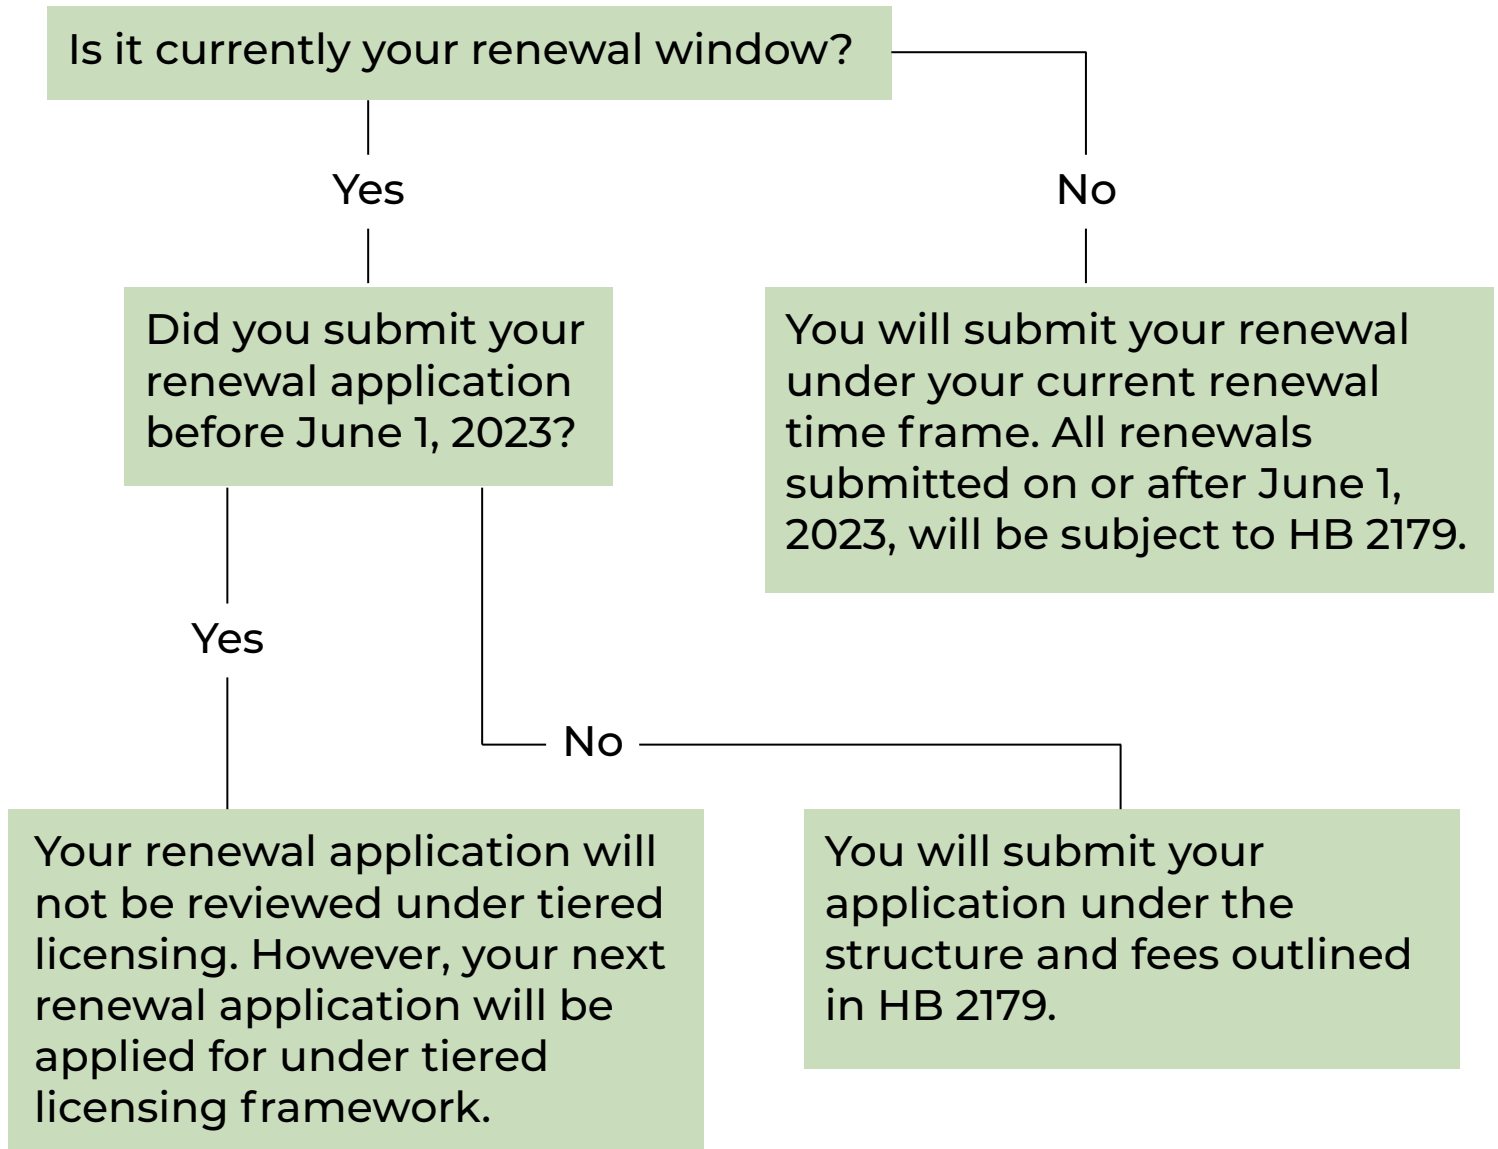 Is it currently your renewal window?
Yes
No
Did you submit your
renewal application
before June 1, 2023?
You will submit your renewal
under your current renewal
time frame. All renewals
submitted on or after June 1,
2023, will be subject to HB 2179.
Yes
No
Your renewal application will
not be reviewed under tiered
licensing. However, your next
renewal application will be
applied for under tiered
licensing framework.
You will submit your
application under the
structure and fees outlined
in HB 2179.